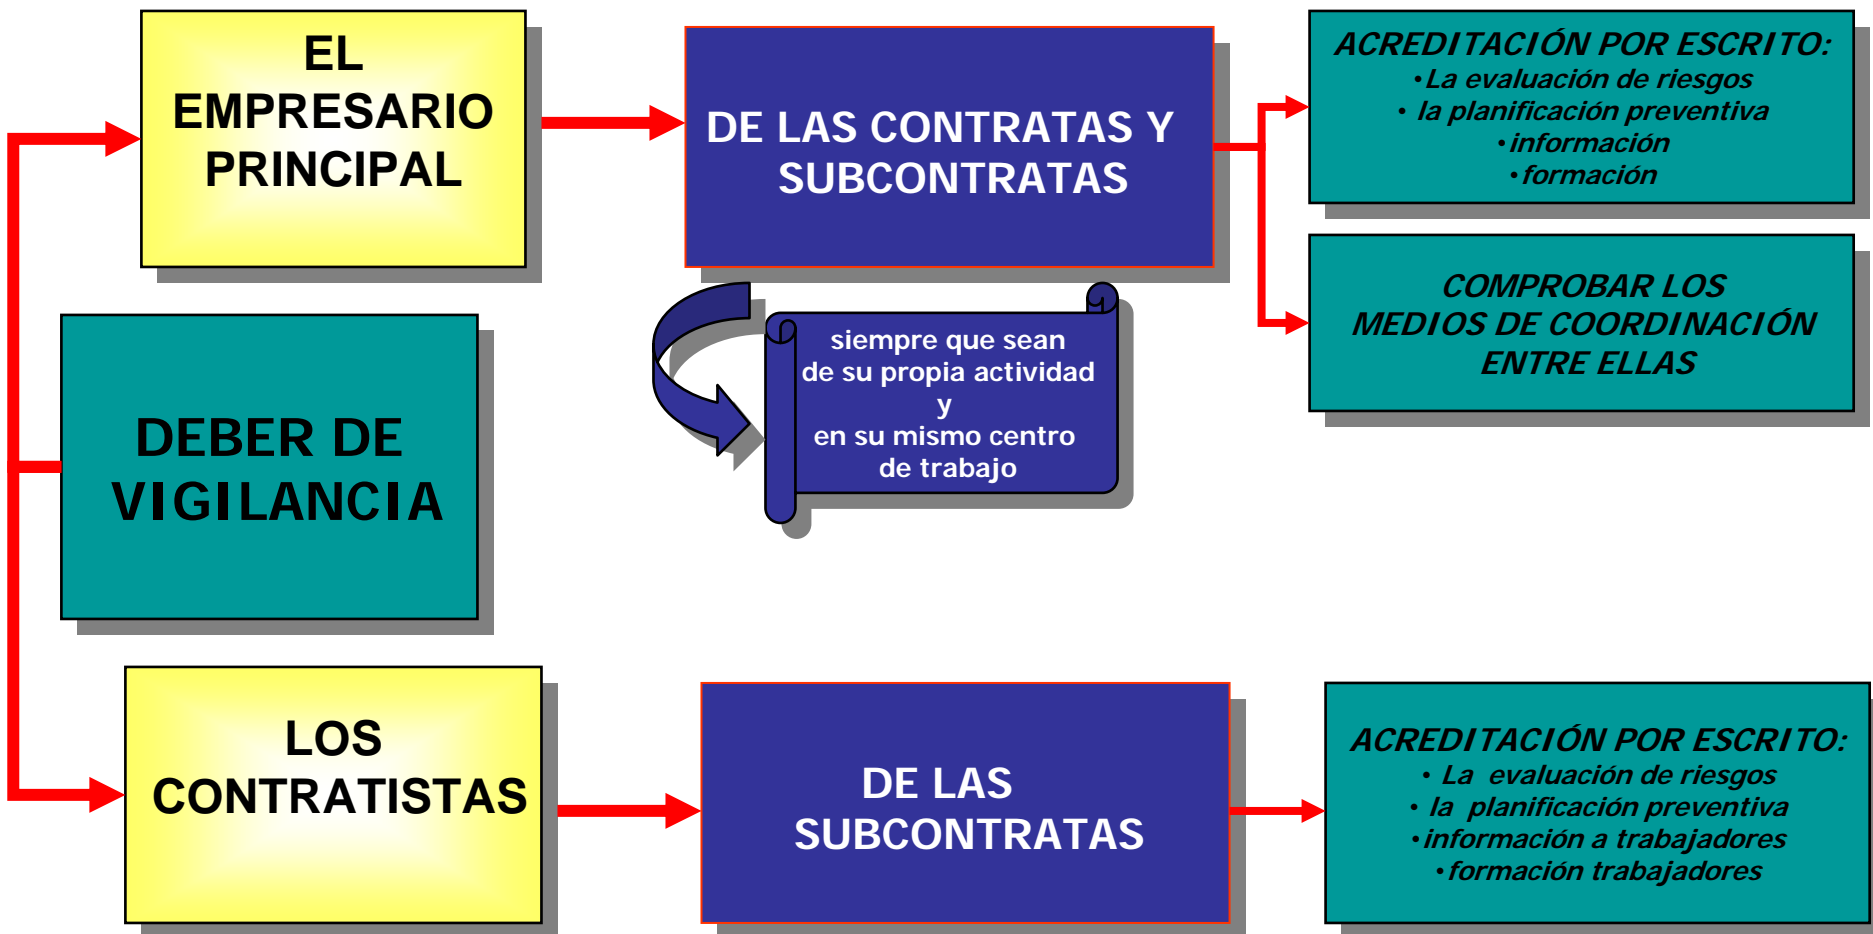 EL
EMPRESARIO
PRINCIPAL
DE LAS CONTRATAS Y
SUBCONTRATAS
ACREDITACIÓN POR ESCRITO:
•La evaluación de riesgos
• la planificación preventiva
•información
•formación
COMPROBAR LOS
MEDIOS DE COORDINACIÓN
ENTRE ELLAS
siempre que sean
de su propia actividad
y
en su mismo centro
de trabajo
DEBER DE
VIGILANCIA
LOS
CONTRATISTAS
DE LAS
SUBCONTRATAS
ACREDITACIÓN POR ESCRITO:
• La evaluación de riesgos
• la planificación preventiva
•información a trabajadores
•formación trabajadores